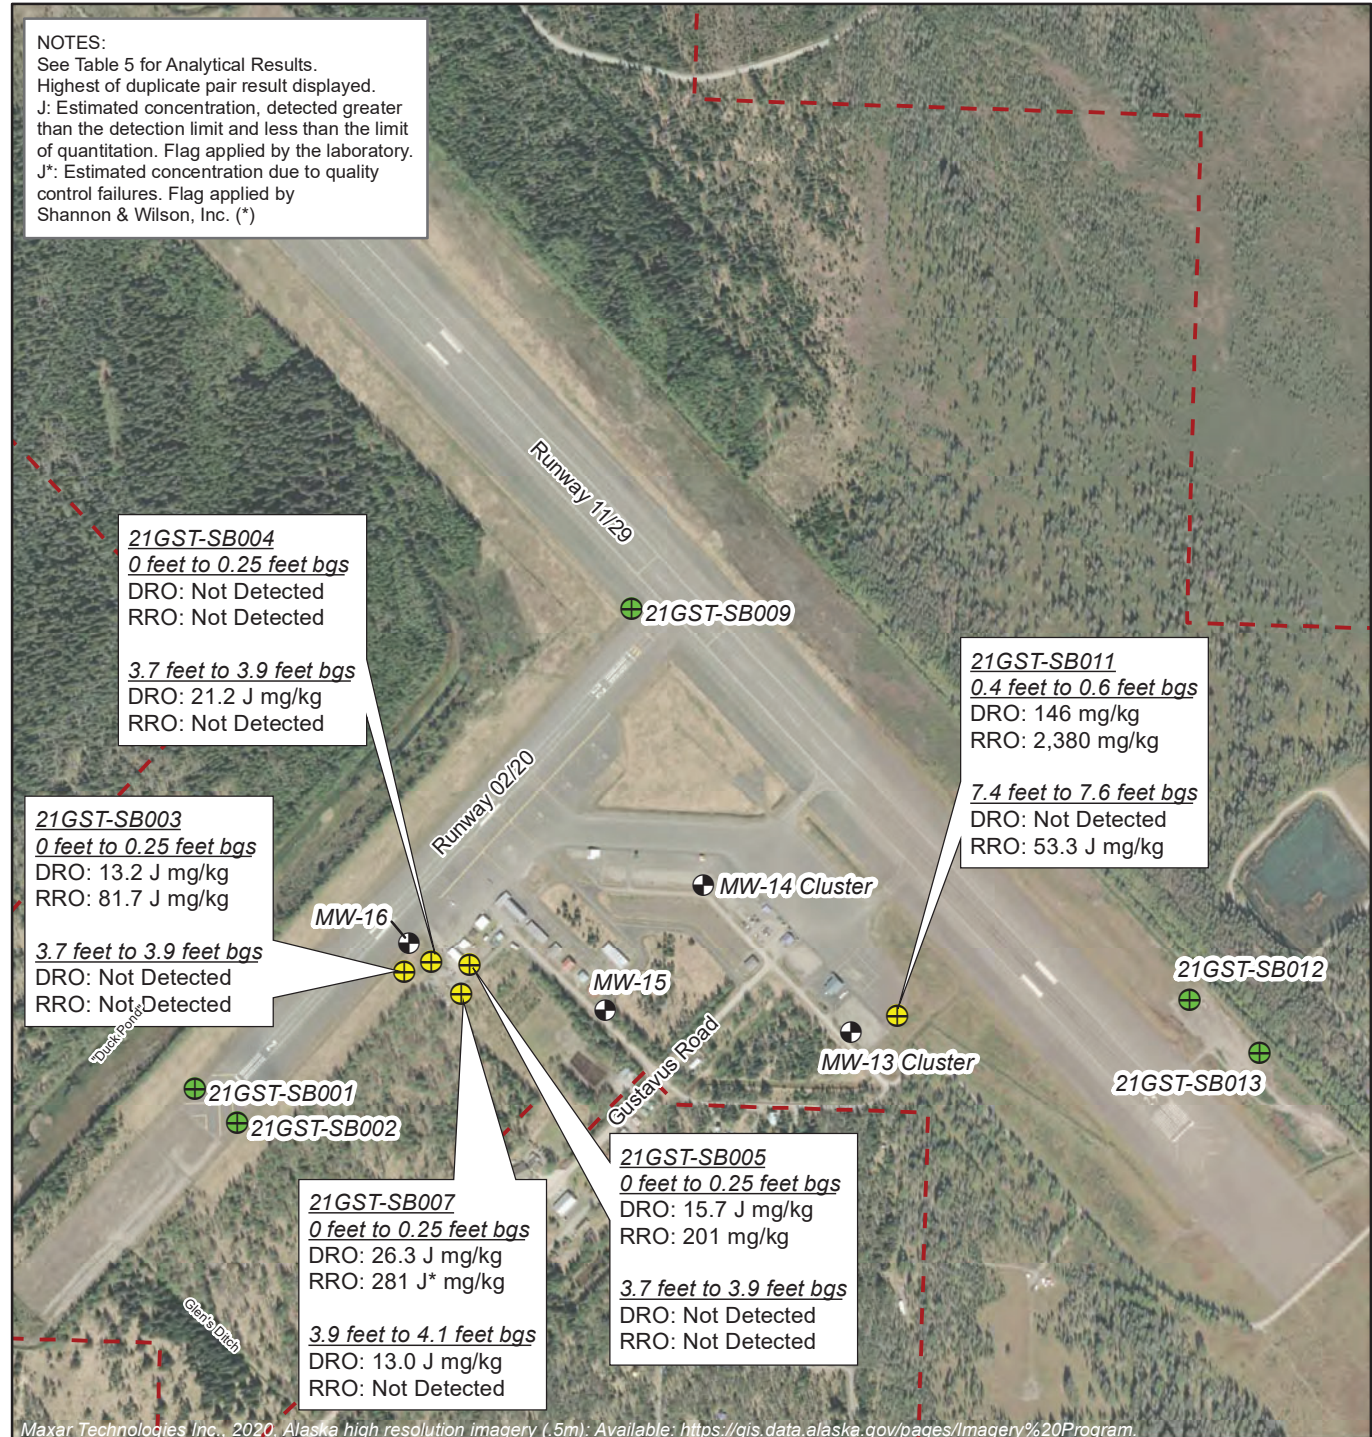 NOTES:
See Table 5 for Analytical Results.
Highest of duplicate pair result displayed.
J: Estimated concentration, detected greater
than the detection limit and less than the limit
of quantitation. Flag applied by the laboratory.
J*: Estimated concentration due to quality
control failures. Flag applied by
Shannon & Wilson, Inc. (*)
Runway 11/29
21GST-SB004
0 feet to 0.25 feet bgs
DRO: Not Detected
RRO: Not Detected
3.7 feet to 3.9 feet bgs
DRO: 21.2 J mg/kg
RRO: Not Detected
21GST-SB009
21GST-SB011
0.4 feet to 0.6 feet bgs
DRO: 146 mg/kg
RRO: 2,380 mg/kg
7.4 feet to 7.6 feet bgs
DRO: Not Detected
RRO: 53.3 J mg/kg
Runway 02/20
21GST-SB003
0 feet to 0.25 feet bgs
DRO: 13.2 J mg/kg
RRO: 81.7 J mg/kg
3.7 feet to 3.9 feet bgs
DRO: Not Detected
RRO: Not Detected
MW-14 Cluster
MW-16
MW-15
21GST-SB012
"Duck Pond"
MW-13 Cluster
21GST-SB013
Gustavus Road
21GST-SB001
21GST-SB002
21GST-SB007
0 feet to 0.25 feet bgs
DRO: 26.3 J mg/kg
RRO: 281 J* mg/kg
3.9 feet to 4.1 feet bgs
DRO: 13.0 J mg/kg
RRO: Not Detected
21GST-SB005
0 feet to 0.25 feet bgs
DRO: 15.7 J mg/kg
RRO: 201 mg/kg
3.7 feet to 3.9 feet bgs
DRO: Not Detected
RRO: Not Detected
Glen's Ditch
Maxar Technologies Inc., 2020. Alaska high resolution imagery (.5m): Available: https://gis.data.alaska.gov/pages/Imagery%20Program.